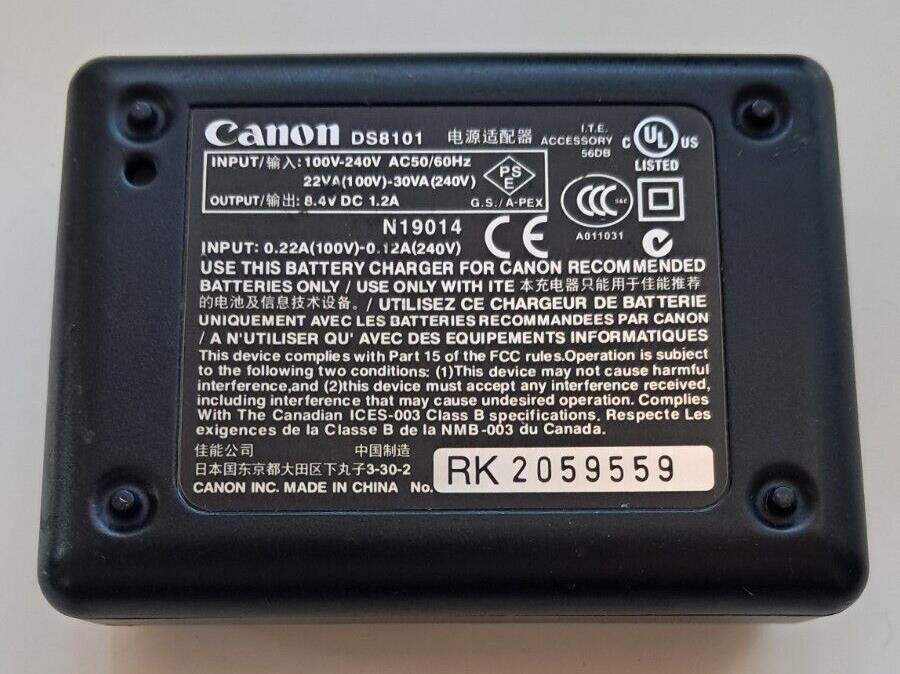 Canon DS8101 电源适配器
I.T.E. ACCESSORY 56DB
C UL US LISTED
INPUT/输入: 100V-240V AC50/60Hz
22VA(100V)-30VA(240V)
OUTPUT/输出: 8.4V DC 1.2A
PS E
G.S./A-PEX
CCC S&E
A011031
N19014
CE
INPUT: 0.22A(100V)-0.12A(240V)
USE THIS BATTERY CHARGER FOR CANON RECOMMENDED
BATTERIES ONLY / USE ONLY WITH ITE 本充电器只能用于佳能推荐
的电池及信息技术设备。/ UTILISEZ CE CHARGEUR DE BATTERIE
UNIQUEMENT AVEC LES BATTERIES RECOMMANDEES PAR CANON
/ A N'UTILISER QU' AVEC DES EQUIPEMENTS INFORMATIQUES
This device complies with Part 15 of the FCC rules.Operation is subject
to the following two conditions: (1)This device may not cause harmful
interference,and (2)this device must accept any interference received,
including interference that may cause undesired operation. Complies
With The Canadian ICES-003 Class B specifications. Respecte Les
exigences de la Classe B de la NMB-003 du Canada.
佳能公司 中国制造
日本国东京都大田区下丸子3-30-2
CANON INC. MADE IN CHINA No. RK 2059559